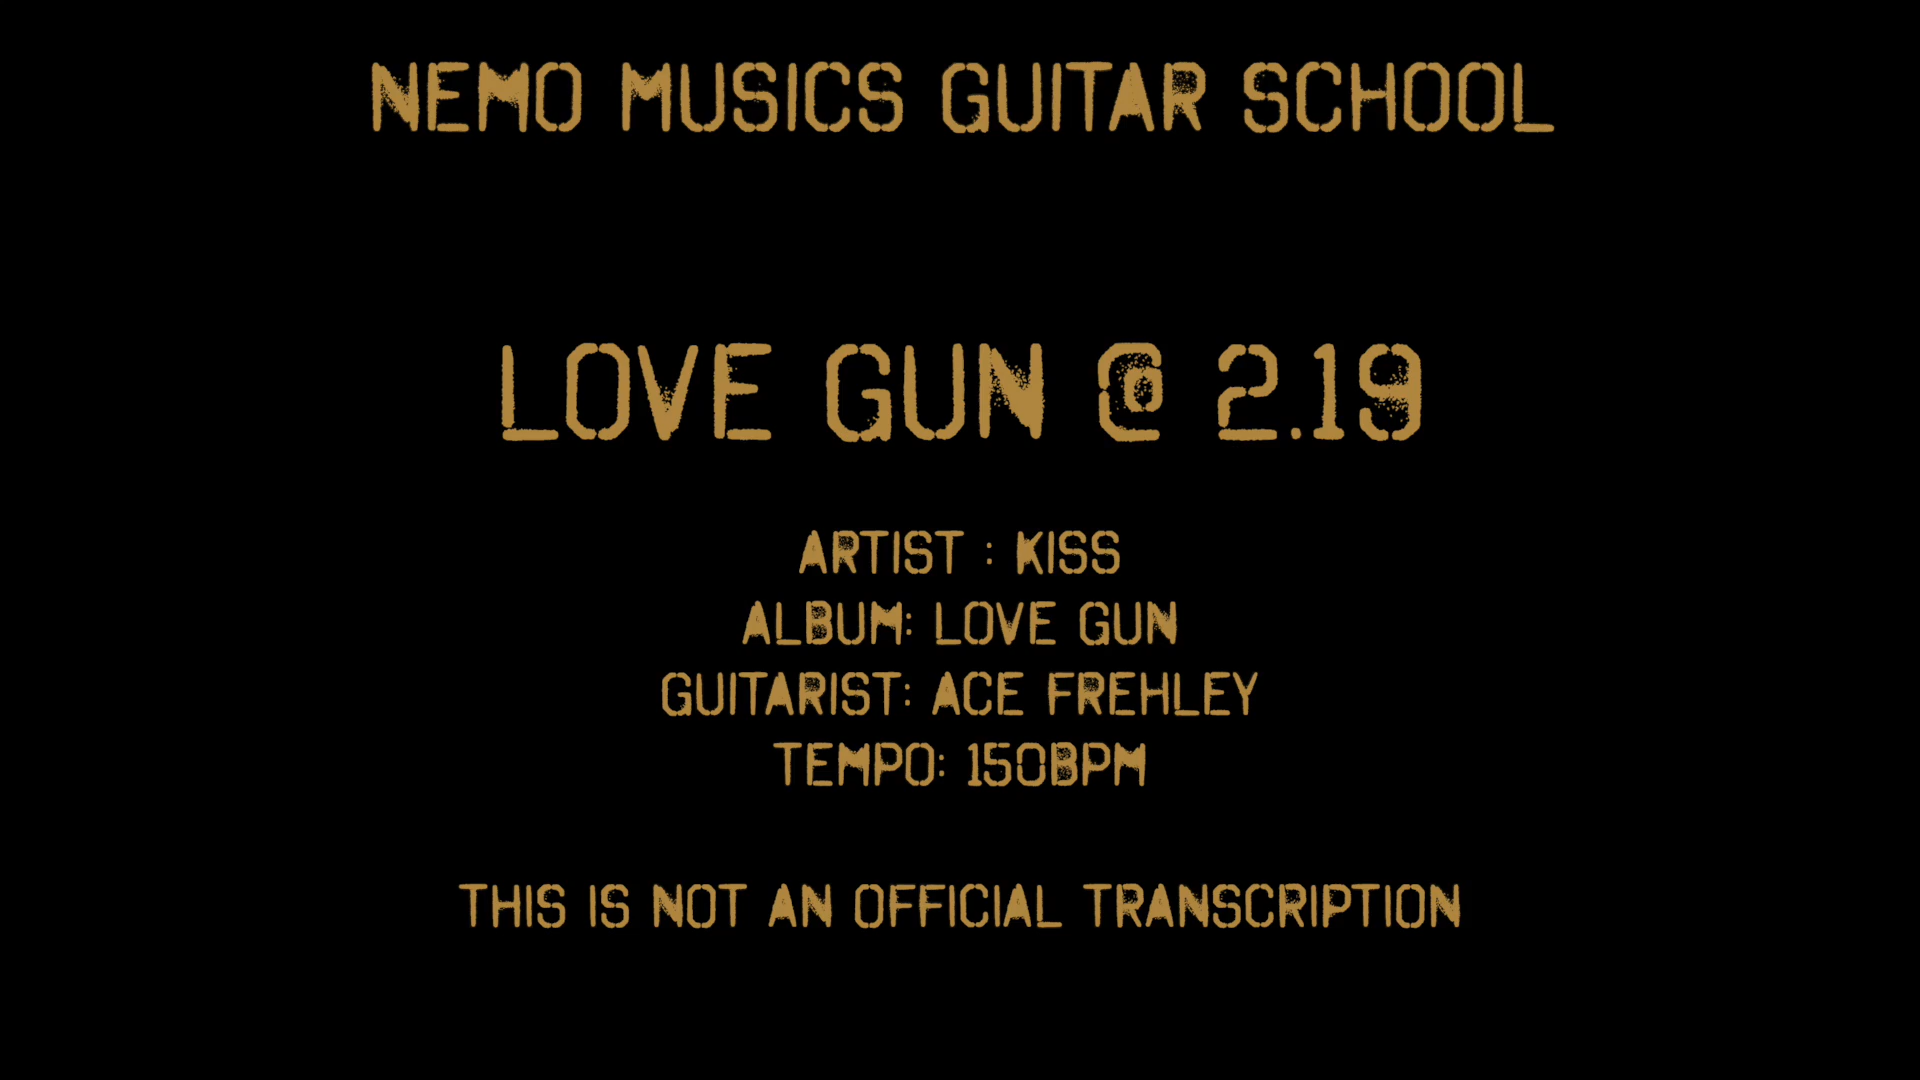 NEMO MUSICS GUITAR SCHOOL
LOVE GUN @ 2.19
ARTIST : KISS
ALBUM: LOVE GUN
GUITARIST: ACE FREHLEY
TEMPO: 150BPM
THIS IS NOT AN OFFICIAL TRANSCRIPTION